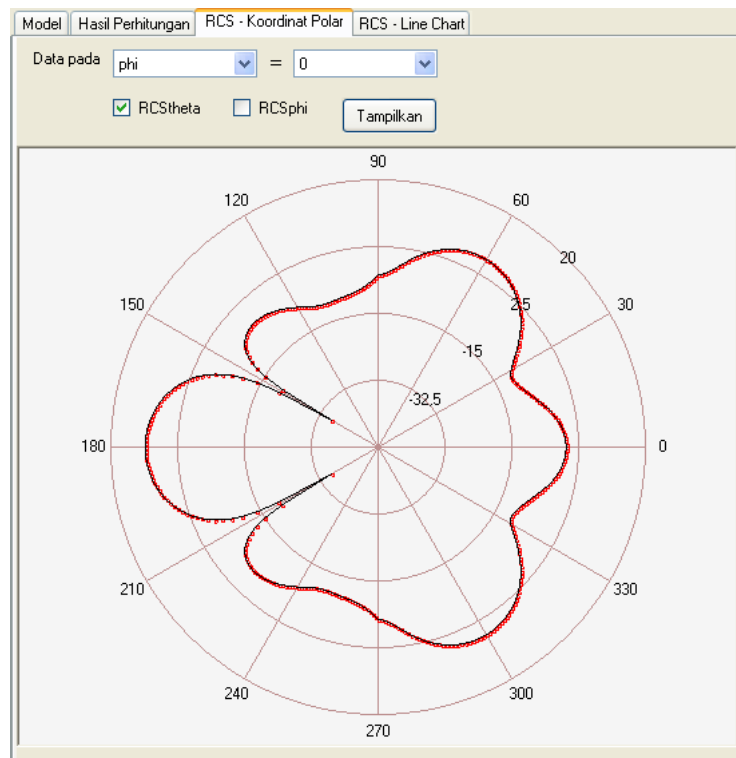 Model Hasil Perhitungan RCS - Koordinat Polar RCS - Line Chart
Data pada phi = 0
RCStheta RCSphi Tampilkan
90
120 60
20
150 2,5 30
-15
-32,5
180 0
210 330
240 300
270